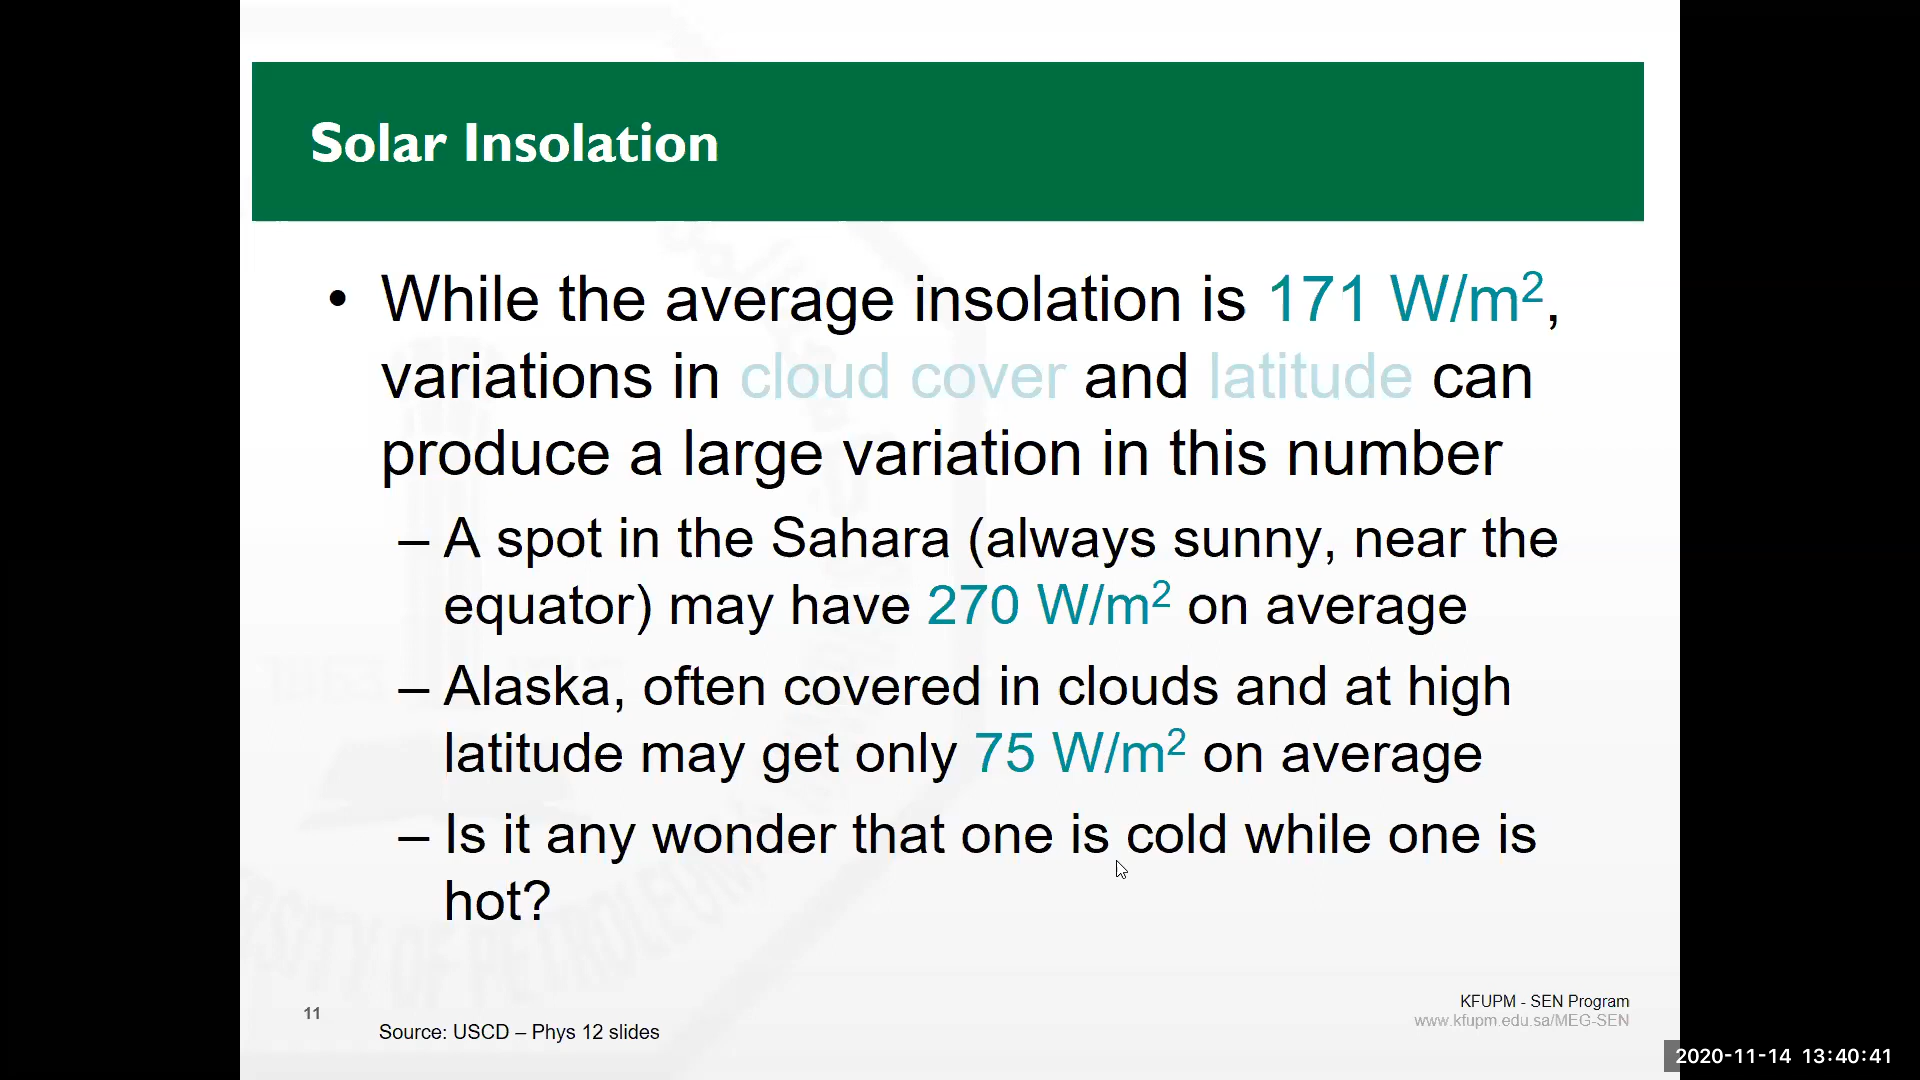 Solar Insolation
• While the average insolation is 171 W/m²,
variations in cloud cover and latitude can
produce a large variation in this number
– A spot in the Sahara (always sunny, near the
equator) may have 270 W/m² on average
– Alaska, often covered in clouds and at high
latitude may get only 75 W/m² on average
– Is it any wonder that one is cold while one is
hot?
11
Source: USCD – Phys 12 slides
KFUPM - SEN Program
www.kfupm.edu.sa/MEG-SEN
2020-11-14 13:40:41